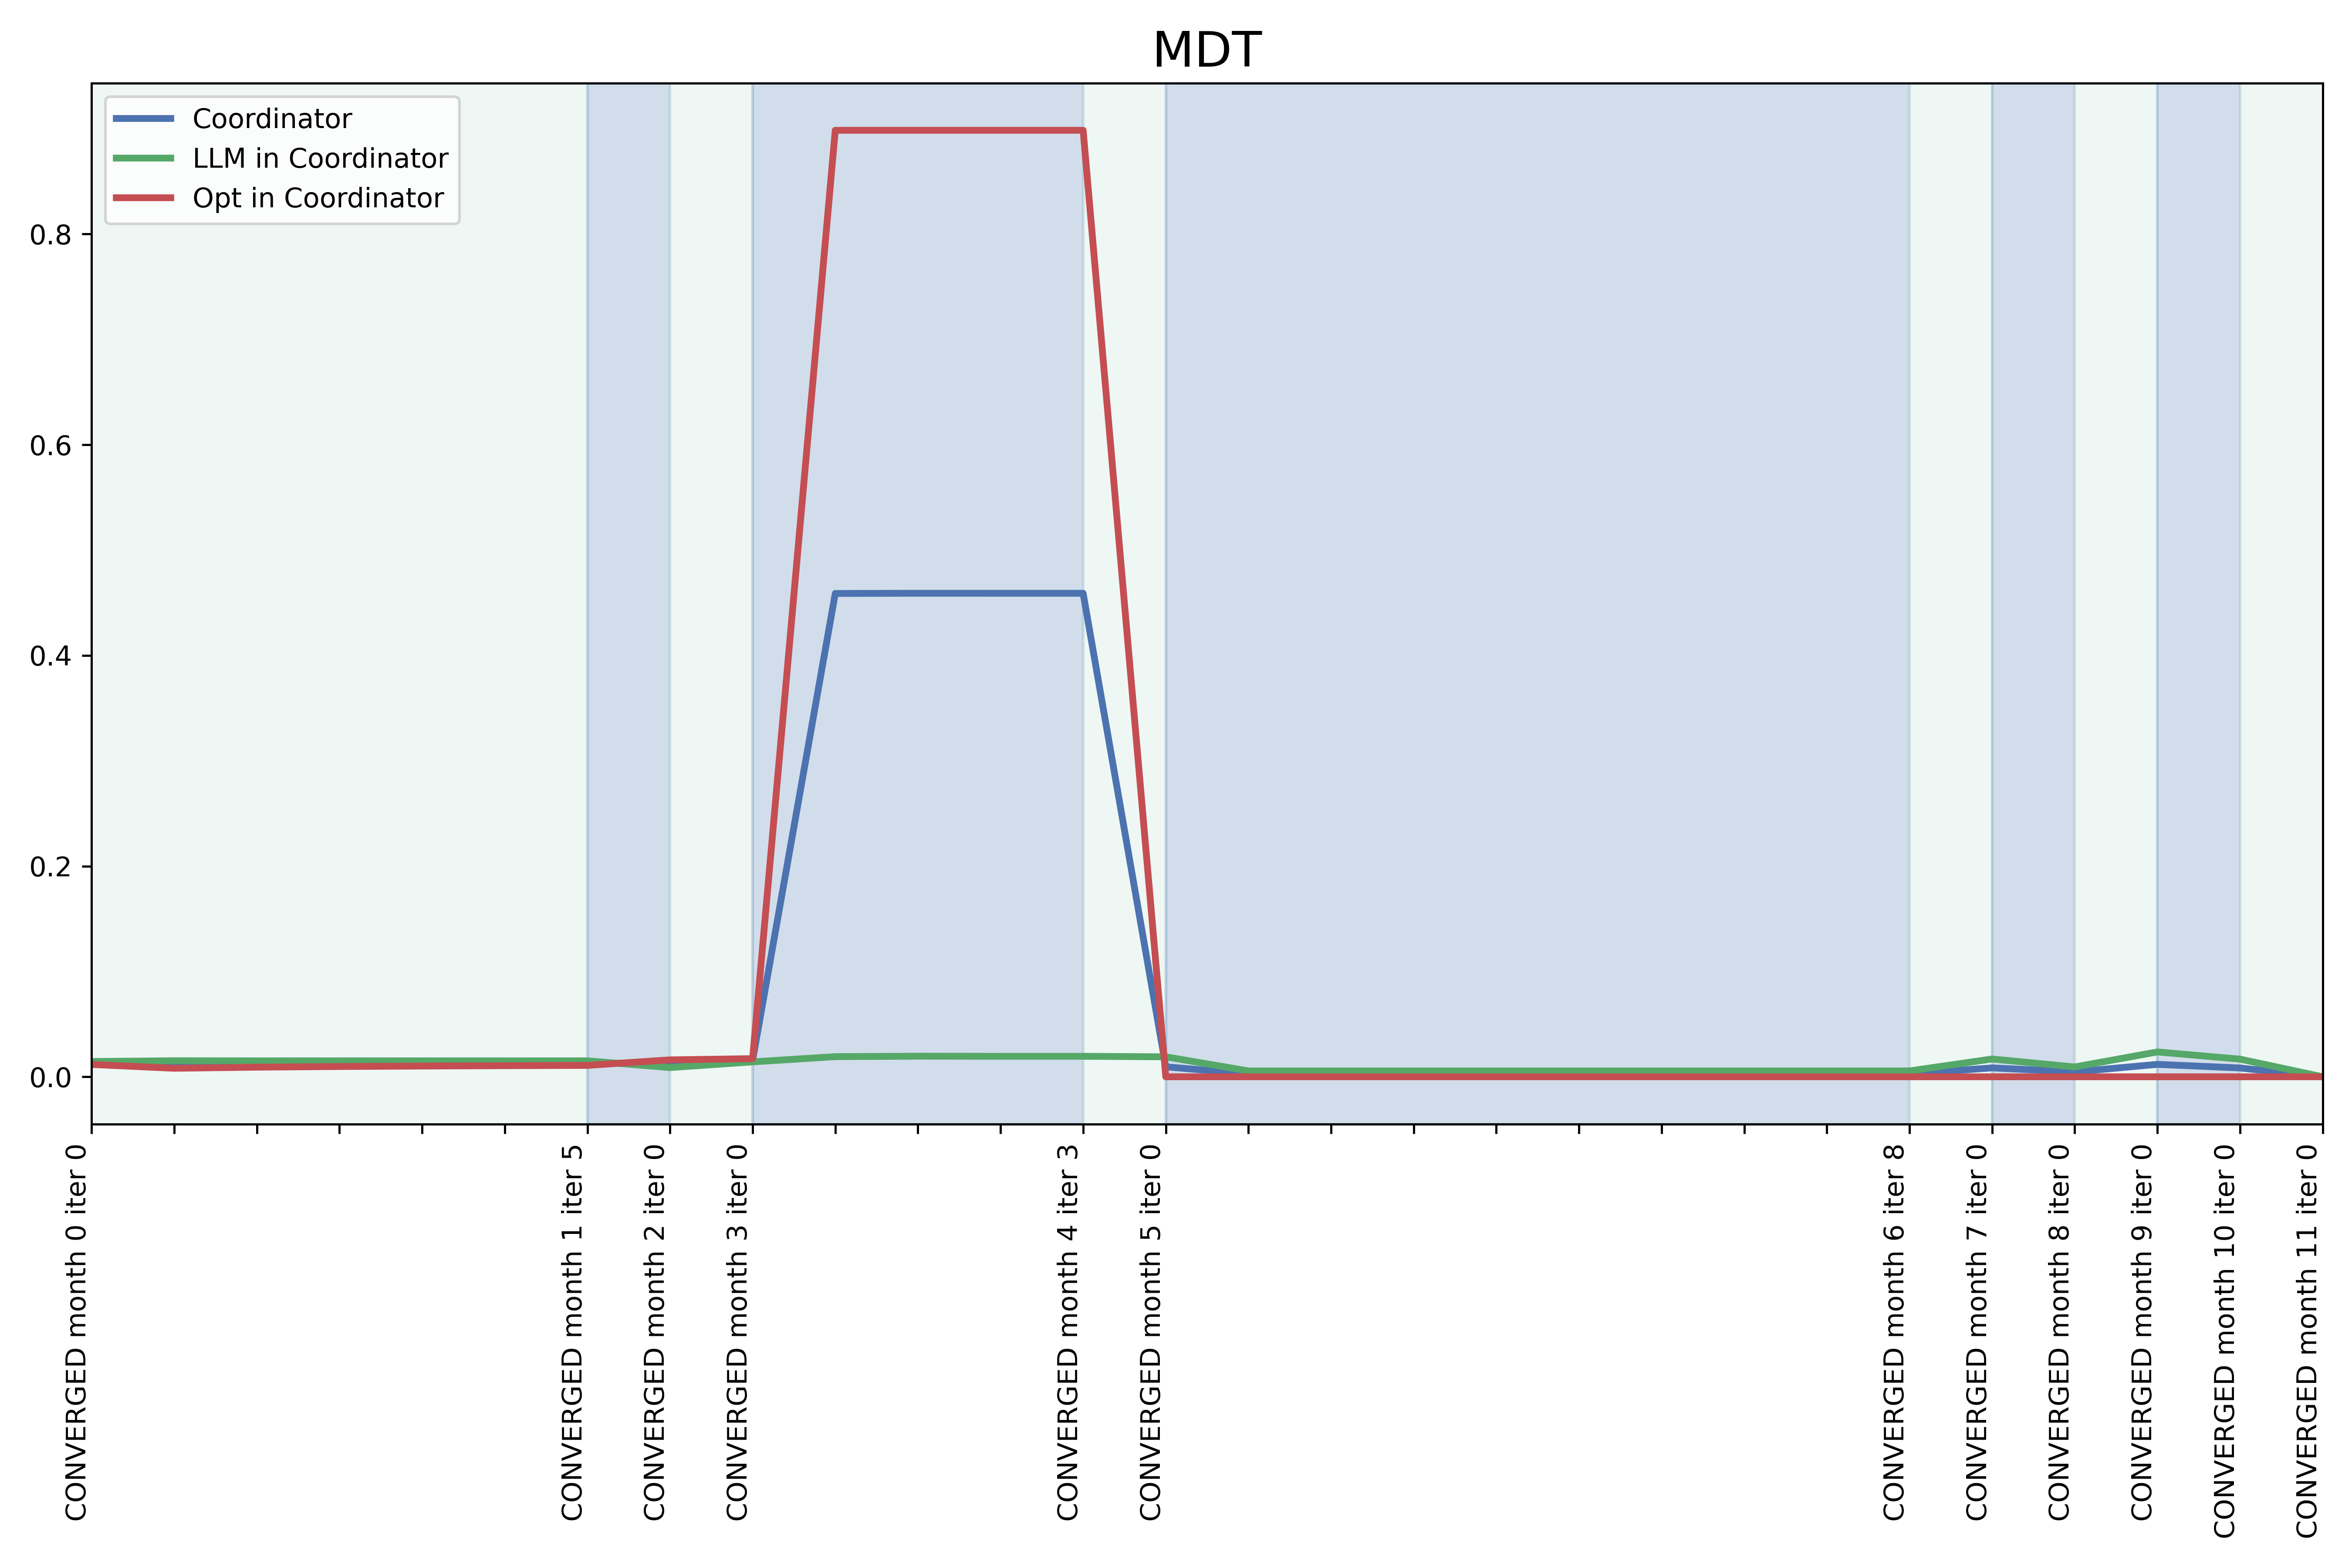 MDT
Coordinator
LLM in Coordinator
Opt in Coordinator
0.8
0.6
0.4
0.2
0.0
CONVERGED month 0 iter 0
CONVERGED month 1 iter 5
CONVERGED month 2 iter 0
CONVERGED month 3 iter 0
CONVERGED month 4 iter 3
CONVERGED month 5 iter 0
CONVERGED month 6 iter 8
CONVERGED month 7 iter 0
CONVERGED month 8 iter 0
CONVERGED month 9 iter 0
CONVERGED month 10 iter 0
CONVERGED month 11 iter 0